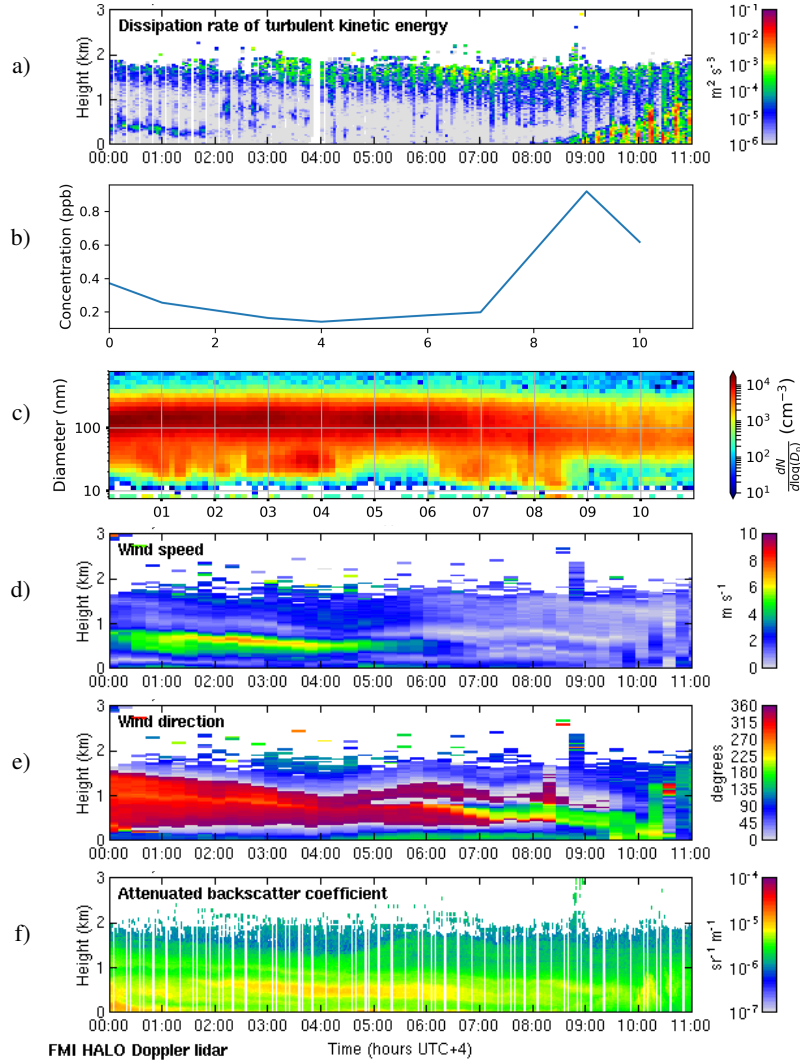 a)
Dissipation rate of turbulent kinetic energy
Height (km)
3
2
1
0
00:00 01:00 02:00 03:00 04:00 05:00 06:00 07:00 08:00 09:00 10:00 11:00
10⁻¹
10⁻²
10⁻³
10⁻⁴
10⁻⁵
10⁻⁶
m² s⁻³
b)
Concentration (ppb)
0.8
0.6
0.4
0.2
0 2 4 6 8 10
c)
Diameter (nm)
100
10
01 02 03 04 05 06 07 08 09 10
10⁴
10³
10²
10¹
dN
dlog(Dₚ)
(cm⁻³)
d)
Wind speed
Height (km)
3
2
1
0
00:00 01:00 02:00 03:00 04:00 05:00 06:00 07:00 08:00 09:00 10:00 11:00
10
8
6
4
2
0
m s⁻¹
e)
Wind direction
Height (km)
3
2
1
0
00:00 01:00 02:00 03:00 04:00 05:00 06:00 07:00 08:00 09:00 10:00 11:00
360
315
270
225
180
135
90
45
0
degrees
f)
Attenuated backscatter coefficient
Height (km)
3
2
1
0
00:00 01:00 02:00 03:00 04:00 05:00 06:00 07:00 08:00 09:00 10:00 11:00
10⁻⁴
10⁻⁵
10⁻⁶
10⁻⁷
sr⁻¹ m⁻¹
FMI HALO Doppler lidar
Time (hours UTC+4)